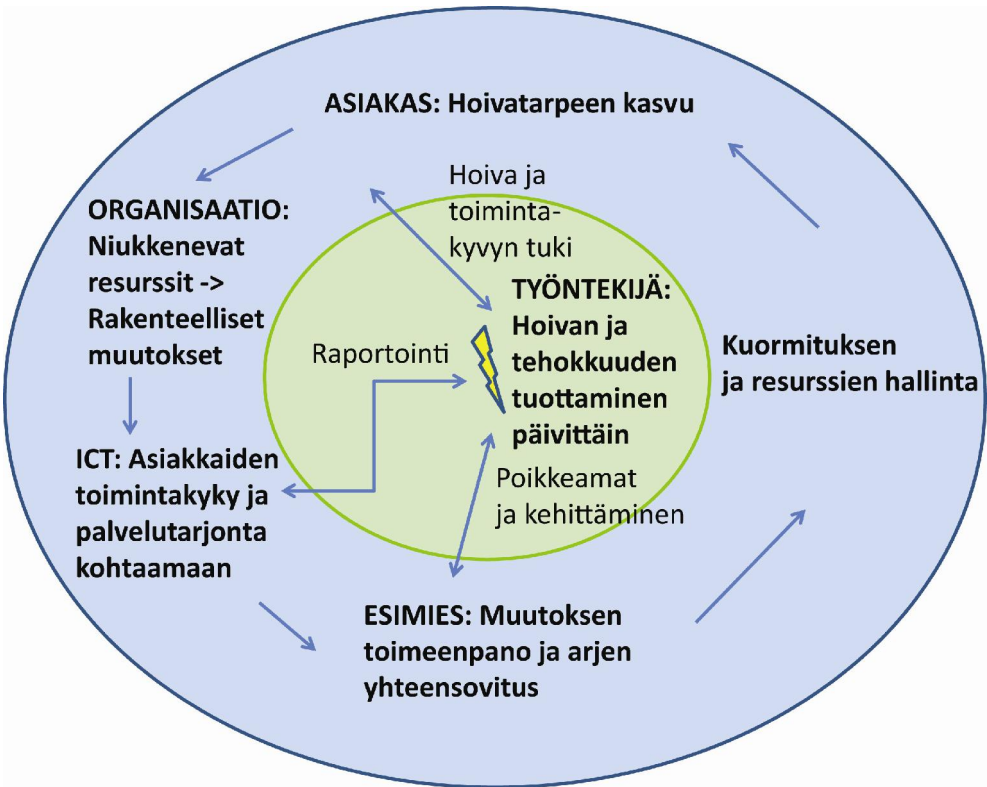 ASIAKAS: Hoivatarpeen kasvu
Hoiva ja
toiminta-
kyvyn tuki
ORGANISAATIO:
Niukkenevat
resurssit ->
Rakenteelliset
muutokset
TYÖNTEKIJÄ:
Hoivan ja
tehokkuuden
tuottaminen
päivittäin
Raportointi
Kuormituksen
ja resurssien hallinta
ICT: Asiakkaiden
toimintakyky ja
palvelutarjonta
kohtaamaan
Poikkeamat
ja kehittäminen
ESIMIES: Muutoksen
toimeenpano ja arjen
yhteensovitus